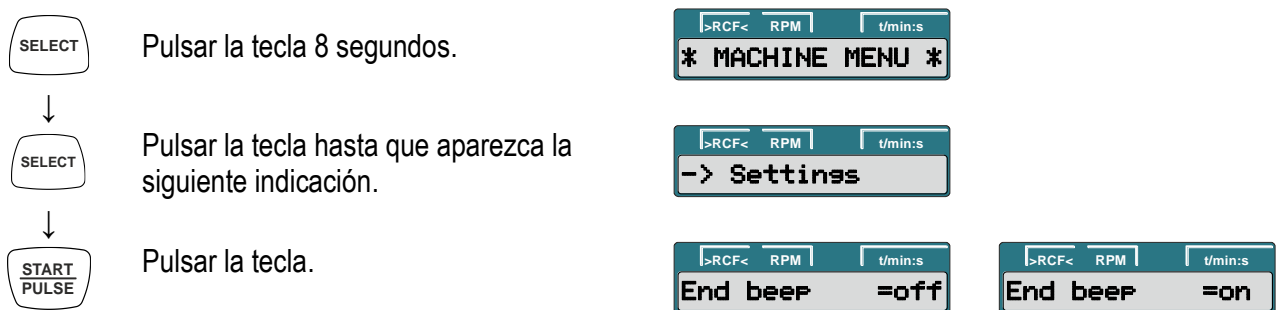 SELECT
Pulsar la tecla 8 segundos.
>RCF< RPM t/min:s
* MACHINE MENU *
↓
SELECT
Pulsar la tecla hasta que aparezca la
siguiente indicación.
>RCF< RPM t/min:s
-> Settings
↓
START
PULSE
Pulsar la tecla.
>RCF< RPM t/min:s
End beep =off
>RCF< RPM t/min:s
End beep =on